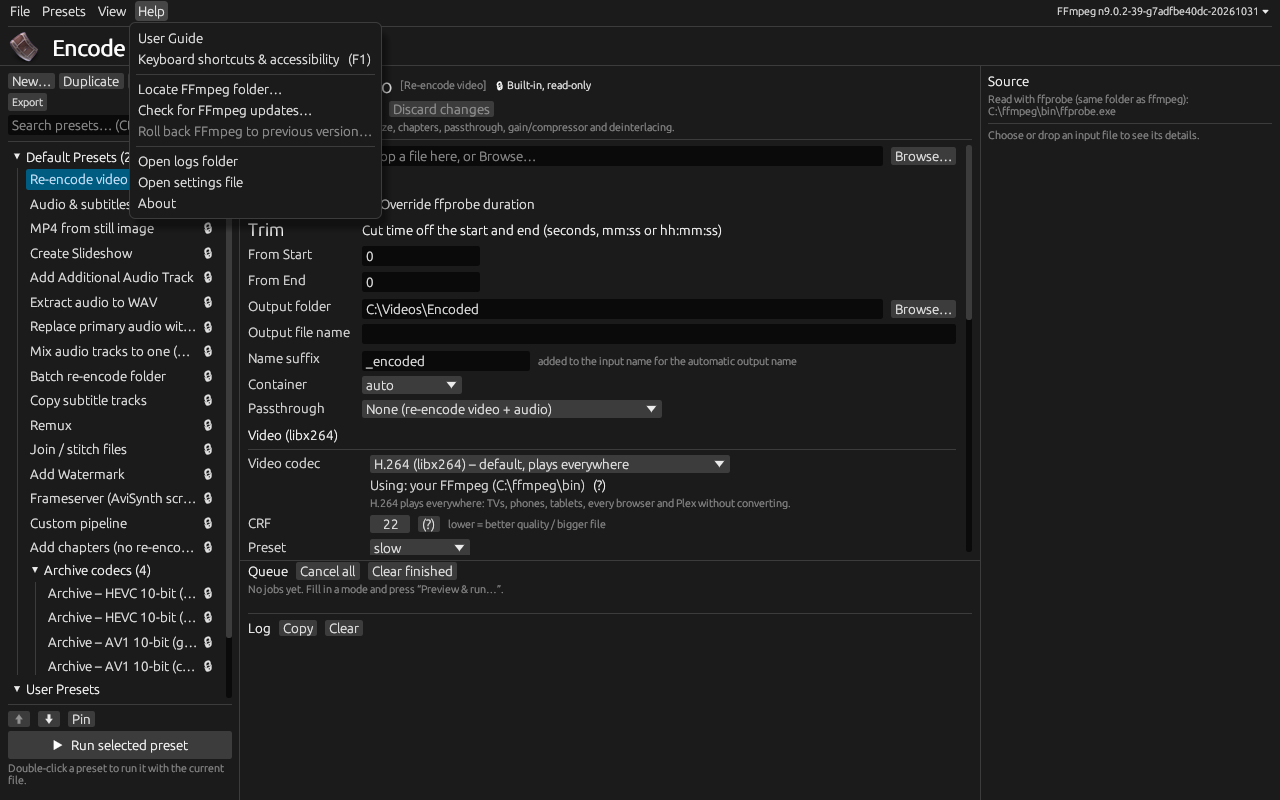 File Presets View Help
FFmpeg n9.0.2-39-g7adfbe40dc-20261031
Encode
User Guide
Keyboard shortcuts & accessibility (F1)
Locate FFmpeg folder…
Check for FFmpeg updates…
Roll back FFmpeg to previous version…
Open logs folder
Open settings file
About
New… Duplicate
Export
Search presets… (
Default Presets (2
Re-encode video
Audio & subtitles
MP4 from still image
Create Slideshow
Add Additional Audio Track
Extract audio to WAV
Replace primary audio wit…
Mix audio tracks to one (…
Batch re-encode folder
Copy subtitle tracks
Remux
Join / stitch files
Add Watermark
Frameserver (AviSynth scr…
Custom pipeline
Add chapters (no re-enco…
Archive codecs (4)
Archive – HEVC 10-bit (…
Archive – HEVC 10-bit (…
Archive – AV1 10-bit (g…
Archive – AV1 10-bit (c…
User Presets
Pin
Run selected preset
Double-click a preset to run it with the current
file.
[Re-encode video] Built-in, read-only
Discard changes
chapters, passthrough, gain/compressor and deinterlacing.
a file here, or Browse… Browse…
Override ffprobe duration
Trim Cut time off the start and end (seconds, mm:ss or hh:mm:ss)
From Start 0
From End 0
Output folder C:\Videos\Encoded Browse…
Output file name
Name suffix _encoded added to the input name for the automatic output name
Container auto
Passthrough None (re-encode video + audio)
Video (libx264)
Video codec H.264 (libx264) – default, plays everywhere
Using: your FFmpeg (C:\ffmpeg\bin) (?)
H.264 plays everywhere: TVs, phones, tablets, every browser and Plex without converting.
CRF 22 (?) lower = better quality / bigger file
Preset slow
Queue Cancel all Clear finished
No jobs yet. Fill in a mode and press “Preview & run…”.
Log Copy Clear
Source
Read with ffprobe (same folder as ffmpeg):
C:\ffmpeg\bin\ffprobe.exe
Choose or drop an input file to see its details.